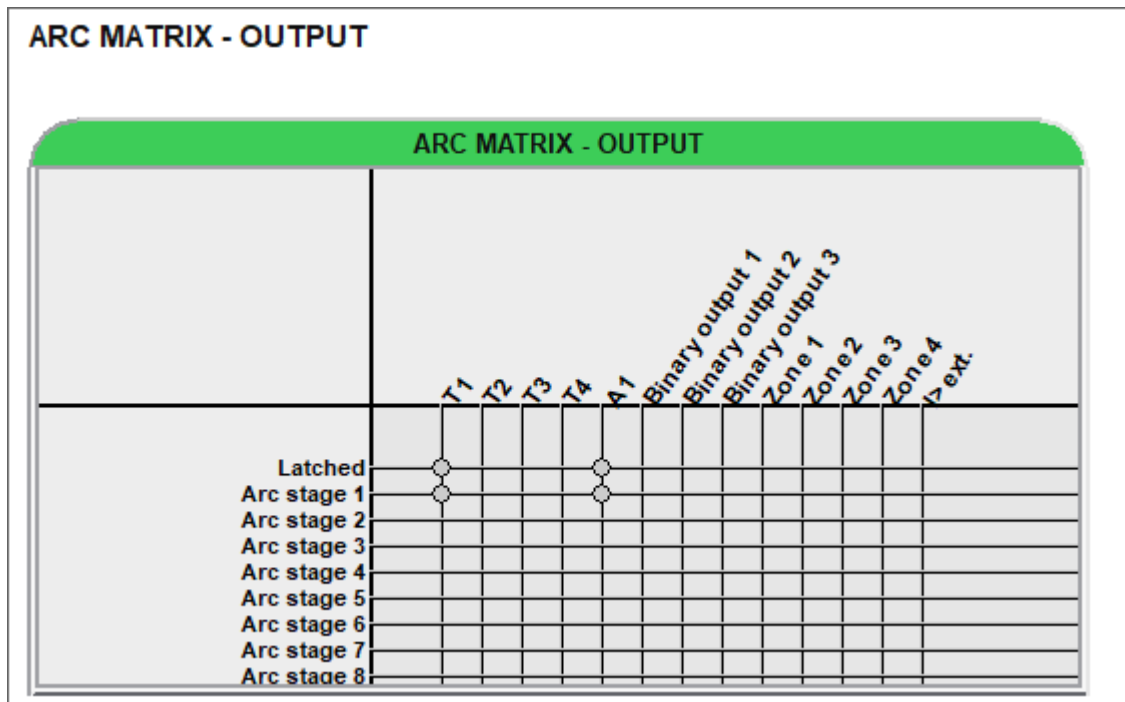 ARC MATRIX - OUTPUT
ARC MATRIX - OUTPUT
T1
T2
T3
T4
A1
Binary output 1
Binary output 2
Binary output 3
Zone 1
Zone 2
Zone 3
Zone 4
I> ext.
Latched
Arc stage 1
Arc stage 2
Arc stage 3
Arc stage 4
Arc stage 5
Arc stage 6
Arc stage 7
Arc stage 8